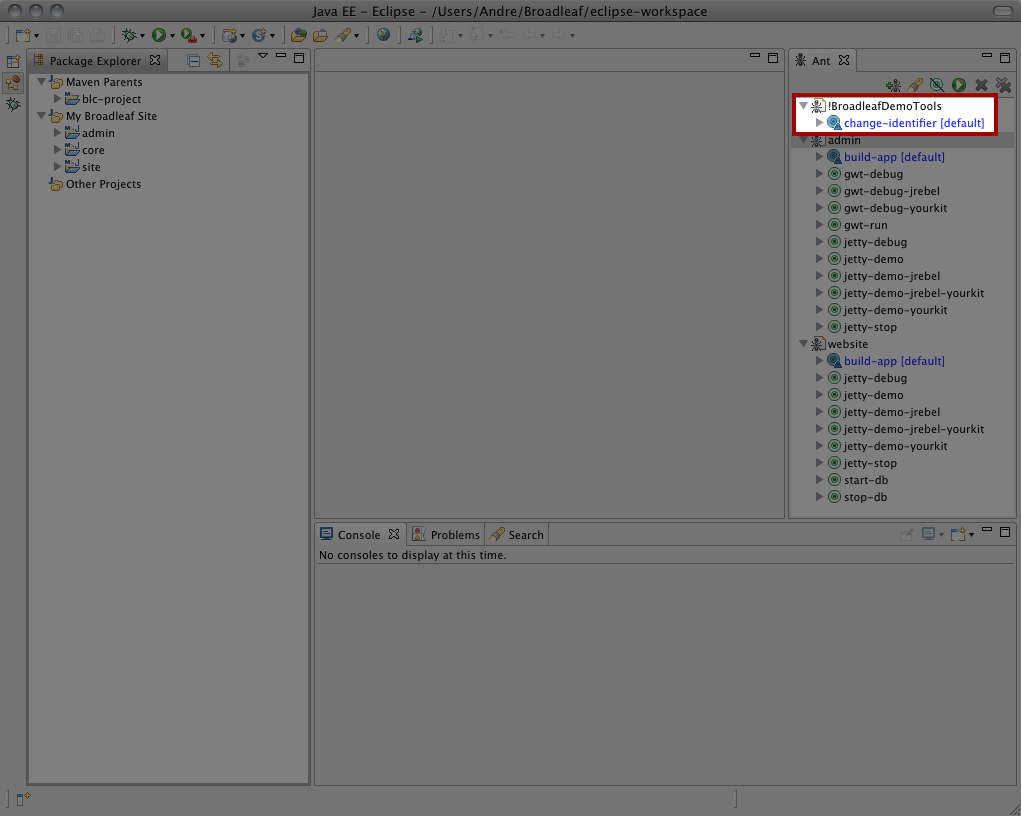 Java EE - Eclipse - /Users/Andre/Broadleaf/eclipse-workspace
Package Explorer
Maven Parents
blc-project
My Broadleaf Site
admin
core
site
Other Projects
Ant
!BroadleafDemoTools
change-identifier [default]
admin
build-app [default]
gwt-debug
gwt-debug-jrebel
gwt-debug-yourkit
gwt-run
jetty-debug
jetty-demo
jetty-demo-jrebel
jetty-demo-jrebel-yourkit
jetty-demo-yourkit
jetty-stop
website
build-app [default]
jetty-debug
jetty-demo
jetty-demo-jrebel
jetty-demo-jrebel-yourkit
jetty-demo-yourkit
jetty-stop
start-db
stop-db
Console Problems Search
No consoles to display at this time.